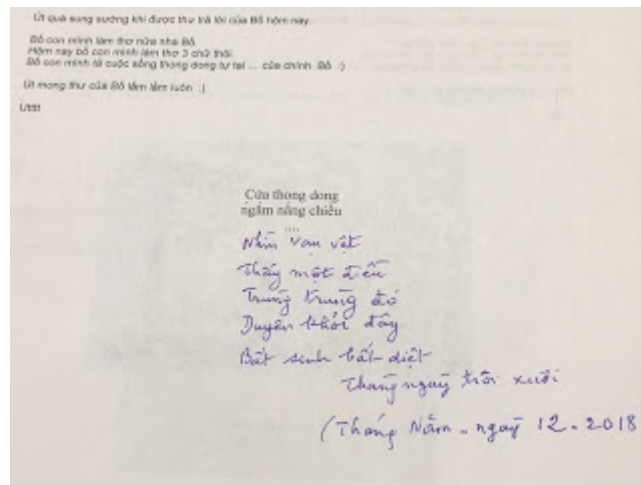 Út quá sung sướng khi được thư trả lời của Bố hôm nay.
Bố con mình làm thơ nữa nha Bố.
Hôm nay bố con mình làm thơ 3 chữ thôi.
Bố con mình tả cuộc sống thong dong tự tại ... của chính Bố :)
Út mong thư của Bố lắm lắm luôn :)
Útttt
Cứu thong dong
ngắm nắng chiều
....
Nhìn vạn vật
Thấy một điều
Trùng trùng đó
Duyên khởi đây
Bất sinh bất diệt
Tháng ngày trôi xuôi
(Tháng Năm - ngày 12 - 2018